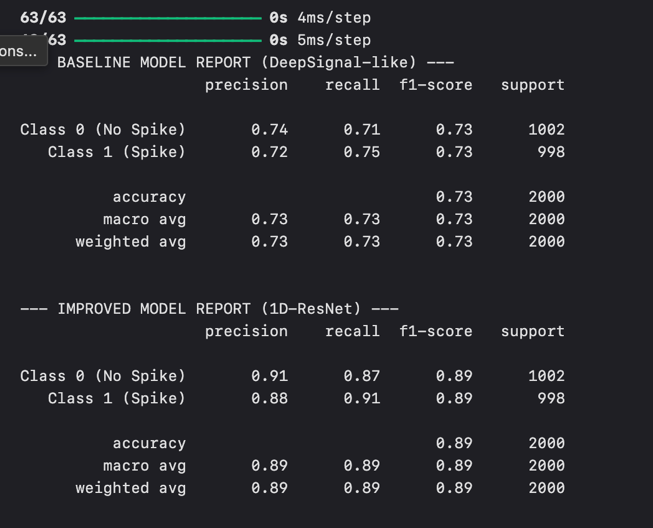 63/63 ━━━━━━━━━━━━━━━━━━━━ 0s 4ms/step
63/63 ━━━━━━━━━━━━━━━━━━━━ 0s 5ms/step
ons...
BASELINE MODEL REPORT (DeepSignal-like) ---
precision recall f1-score support
Class 0 (No Spike) 0.74 0.71 0.73 1002
Class 1 (Spike) 0.72 0.75 0.73 998
accuracy 0.73 2000
macro avg 0.73 0.73 0.73 2000
weighted avg 0.73 0.73 0.73 2000
--- IMPROVED MODEL REPORT (1D-ResNet) ---
precision recall f1-score support
Class 0 (No Spike) 0.91 0.87 0.89 1002
Class 1 (Spike) 0.88 0.91 0.89 998
accuracy 0.89 2000
macro avg 0.89 0.89 0.89 2000
weighted avg 0.89 0.89 0.89 2000